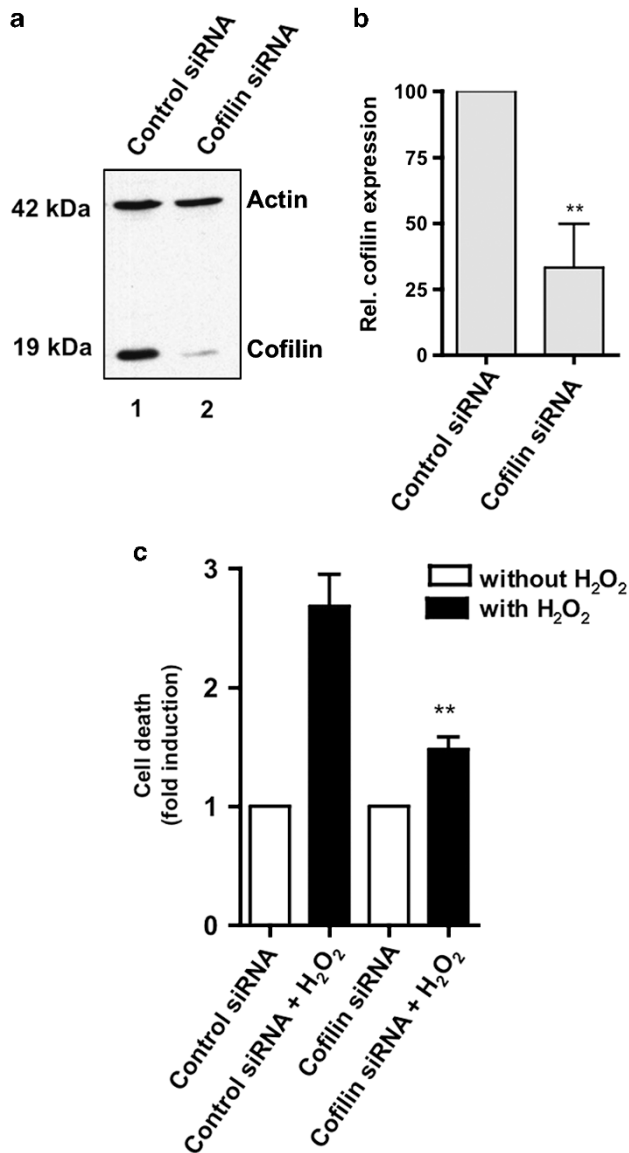 a
Control siRNA
Cofilin siRNA
42 kDa
Actin
19 kDa
Cofilin
1 2
b
Rel. cofilin expression
100
75
50
25
0
**
Control siRNA
Cofilin siRNA
c
Cell death
(fold induction)
3
2
1
0
without H₂O₂
with H₂O₂
**
Control siRNA
Control siRNA + H₂O₂
Cofilin siRNA
Cofilin siRNA + H₂O₂